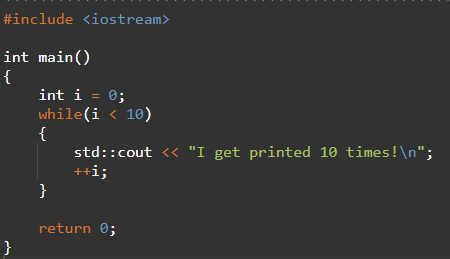 #include <iostream>
int main()
{
int i = 0;
while(i < 10)
{
std::cout << "I get printed 10 times!\n";
++i;
}
return 0;
}